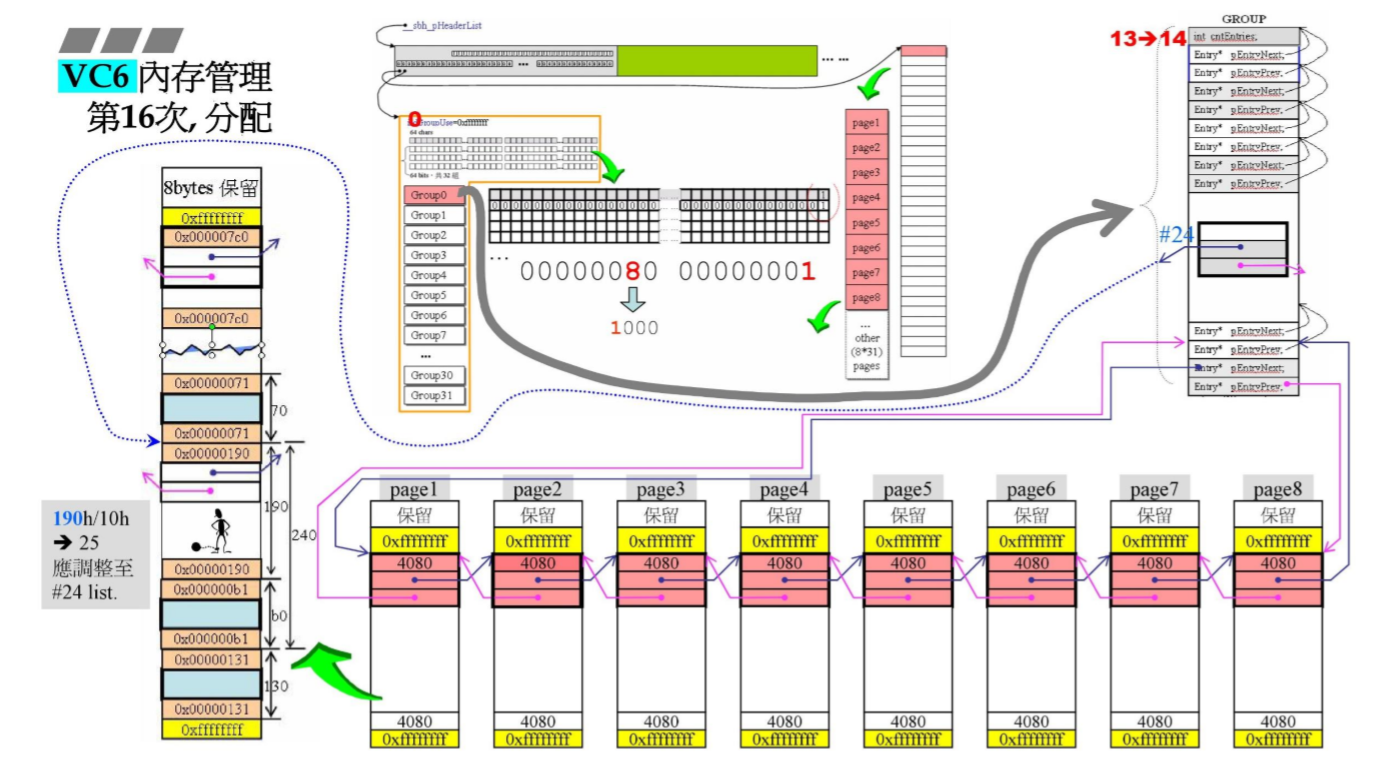 VC6 內存管理
第16次, 分配
8bytes 保留
0xffffffff
0x000007c0
0x000007c0
0x00000071
70
0x00000071
0x00000190
190
240
0x00000190
0x000000b1
b0
0x000000b1
0x00000131
130
0x00000131
0xffffffff
190h/10h
➔ 25
應調整至
#24 list.
__sbh_pHeaderList
... ...
...
0
GroupUse=0xffffffff
64 chars
64 bits，共 32 組
Group0
Group1
Group2
Group3
Group4
Group5
Group6
Group7
...
Group30
Group31
...
00000080 00000001
1000
page1
page2
page3
page4
page5
page6
page7
page8
...
other
(8*31)
pages
GROUP
13➔14
int cntEntries;
Entry* pEntryNext;
Entry* pEntryPrev;
Entry* pEntryNext;
Entry* pEntryPrev;
Entry* pEntryNext;
Entry* pEntryPrev;
Entry* pEntryNext;
Entry* pEntryPrev;
#24
Entry* pEntryNext;
Entry* pEntryPrev;
Entry* pEntryNext;
Entry* pEntryPrev;
page1 page2 page3 page4 page5 page6 page7 page8
保留 保留 保留 保留 保留 保留 保留 保留
0xffffffff 0xffffffff 0xffffffff 0xffffffff 0xffffffff 0xffffffff 0xffffffff 0xffffffff
4080 4080 4080 4080 4080 4080 4080 4080
4080 4080 4080 4080 4080 4080 4080 4080
0xffffffff 0xffffffff 0xffffffff 0xffffffff 0xffffffff 0xffffffff 0xffffffff 0xffffffff